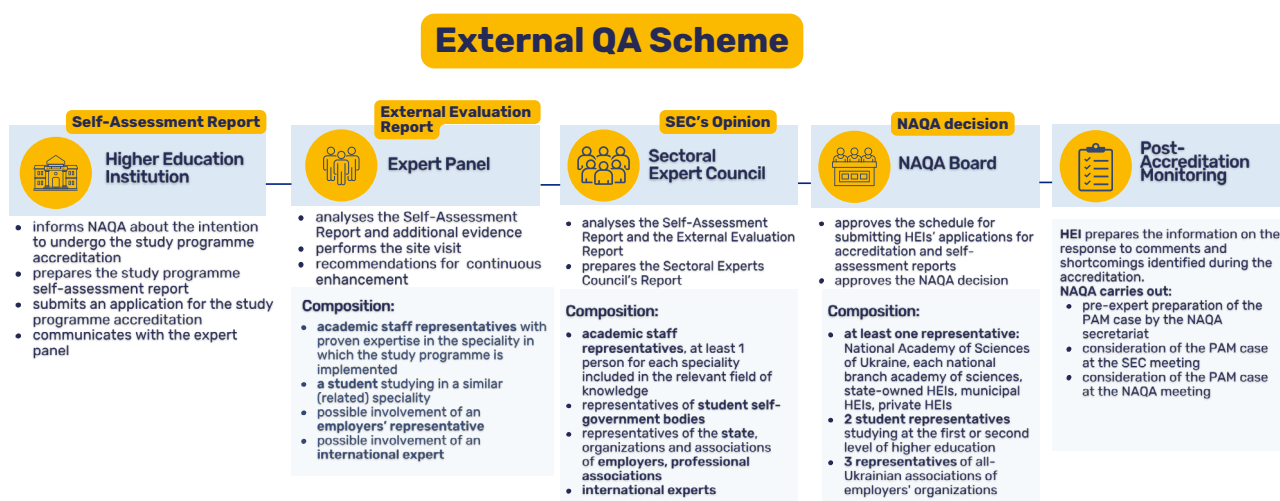 External QA Scheme
Self-Assessment Report
Higher Education
Institution
• informs NAQA about the intention
to undergo the study programme
accreditation
• prepares the study programme
self-assessment report
• submits an application for the study
programme accreditation
• communicates with the expert
panel
External Evaluation
Report
Expert Panel
• analyses the Self-Assessment
Report and additional evidence
• performs the site visit
• recommendations for continuous
enhancement
Composition:
• academic staff representatives with
proven expertise in the speciality in
which the study programme is
implemented
• a student studying in a similar
(related) speciality
• possible involvement of an
employers' representative
• possible involvement of an
international expert
SEC's Opinion
Sectoral
Expert Council
• analyses the Self-Assessment
Report and the External Evaluation
Report
• prepares the Sectoral Experts
Council's Report
Composition:
• academic staff
representatives, at least 1
person for each speciality
included in the relevant field of
knowledge
• representatives of student self-
government bodies
• representatives of the state,
organizations and associations
of employers, professional
associations
• international experts
NAQA decision
NAQA Board
• approves the schedule for
submitting HEIs' applications for
accreditation and self-
assessment reports
• approves the NAQA decision
Composition:
• at least one representative:
National Academy of Sciences
of Ukraine, each national
branch academy of sciences,
state-owned HEIs, municipal
HEIs, private HEIs
• 2 student representatives
studying at the first or second
level of higher education
• 3 representatives of all-
Ukrainian associations of
employers' organizations
Post-
Accreditation
Monitoring
HEI prepares the information on the
response to comments and
shortcomings identified during the
accreditation.
NAQA carries out:
• pre-expert preparation of the
PAM case by the NAQA
secretariat
• consideration of the PAM case
at the SEC meeting
• consideration of the PAM case
at the NAQA meeting